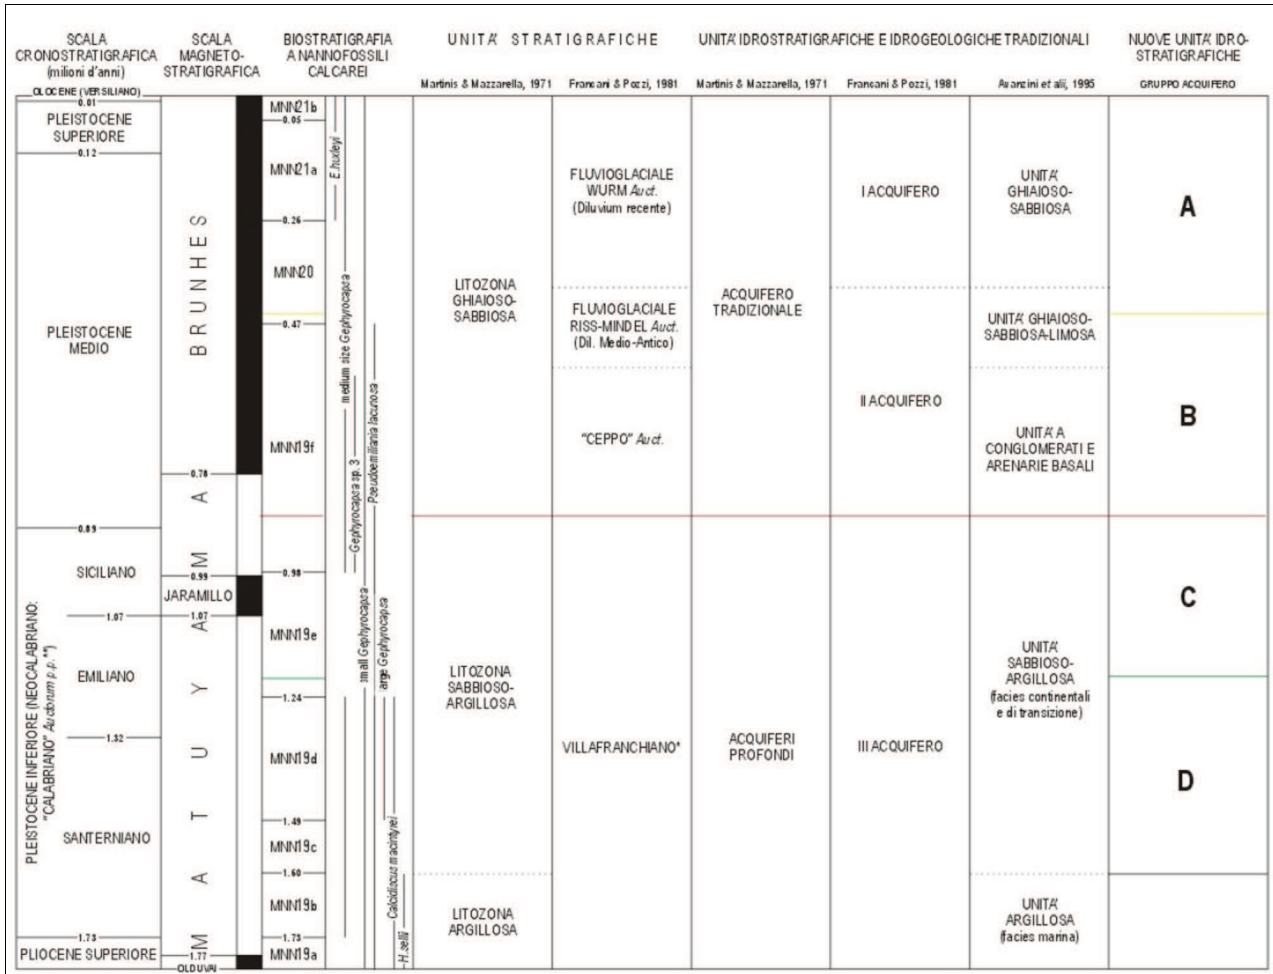 SCALA
CRONOSTRATIGRAFICA
(milioni d'anni)
SCALA
MAGNETO-
STRATIGRAFICA
BIOSTRATIGRAFIA
A NANNOFOSSILI
CALCAREI
UNITA' STRATIGRAFICHE
Martinis & Mazzarella, 1971
Francani & Pozzi, 1981
UNITA' IDROSTRATIGRAFICHE E IDROGEOLOGICHE TRADIZIONALI
Martinis & Mazzarella, 1971
Francani & Pozzi, 1981
Avanzini et alii, 1995
NUOVE UNITA' IDRO-
STRATIGRAFICHE
GRUPPO ACQUIFERO
OLOCENE (VERSILIANO)
0.01
PLEISTOCENE
SUPERIORE
0.12
PLEISTOCENE
MEDIO
0.89
SICILIANO
1.07
EMILIANO
1.32
SANTERNIANO
1.73
PLIOCENE SUPERIORE
PLEISTOCENE INFERIORE (NEOCALABRIANO:
"CALABRIANO" Auctorum p.p.**)
BRUNHES
0.78
MATUYAMA
0.99
JARAMILLO
1.07
1.77
OLDUVAI
MNN21b
0.05
MNN21a
0.26
MNN20
0.47
MNN19f
0.98
MNN19e
1.24
MNN19d
1.49
MNN19c
1.60
MNN19b
1.73
MNN19a
E.huxleyi
medium size Gephyrocapsa
Gephyrocapsa sp. 3
small Gephyrocapsa
Pseudoemiliania lacunosa
large Gephyrocapsa
Calcidiscus macintyrei
H.sellii
LITOZONA
GHIAIOSO-
SABBIOSA
LITOZONA
SABBIOSO-
ARGILLOSA
LITOZONA
ARGILLOSA
FLUVIOGLACIALE
WURM Auct.
(Diluvium recente)
FLUVIOGLACIALE
RISS-MINDEL Auct.
(Dil. Medio-Antico)
"CEPPO" Auct.
VILLAFRANCHIANO*
ACQUIFERO
TRADIZIONALE
ACQUIFERI
PROFONDI
I ACQUIFERO
II ACQUIFERO
III ACQUIFERO
UNITA'
GHIAIOSO-
SABBIOSA
UNITA' GHIAIOSO-
SABBIOSA-LIMOSA
UNITA' A
CONGLOMERATI E
ARENARIE BASALI
UNITA'
SABBIOSO-
ARGILLOSA
(facies continentali
e di transizione)
UNITA'
ARGILLOSA
(facies marina)
A
B
C
D